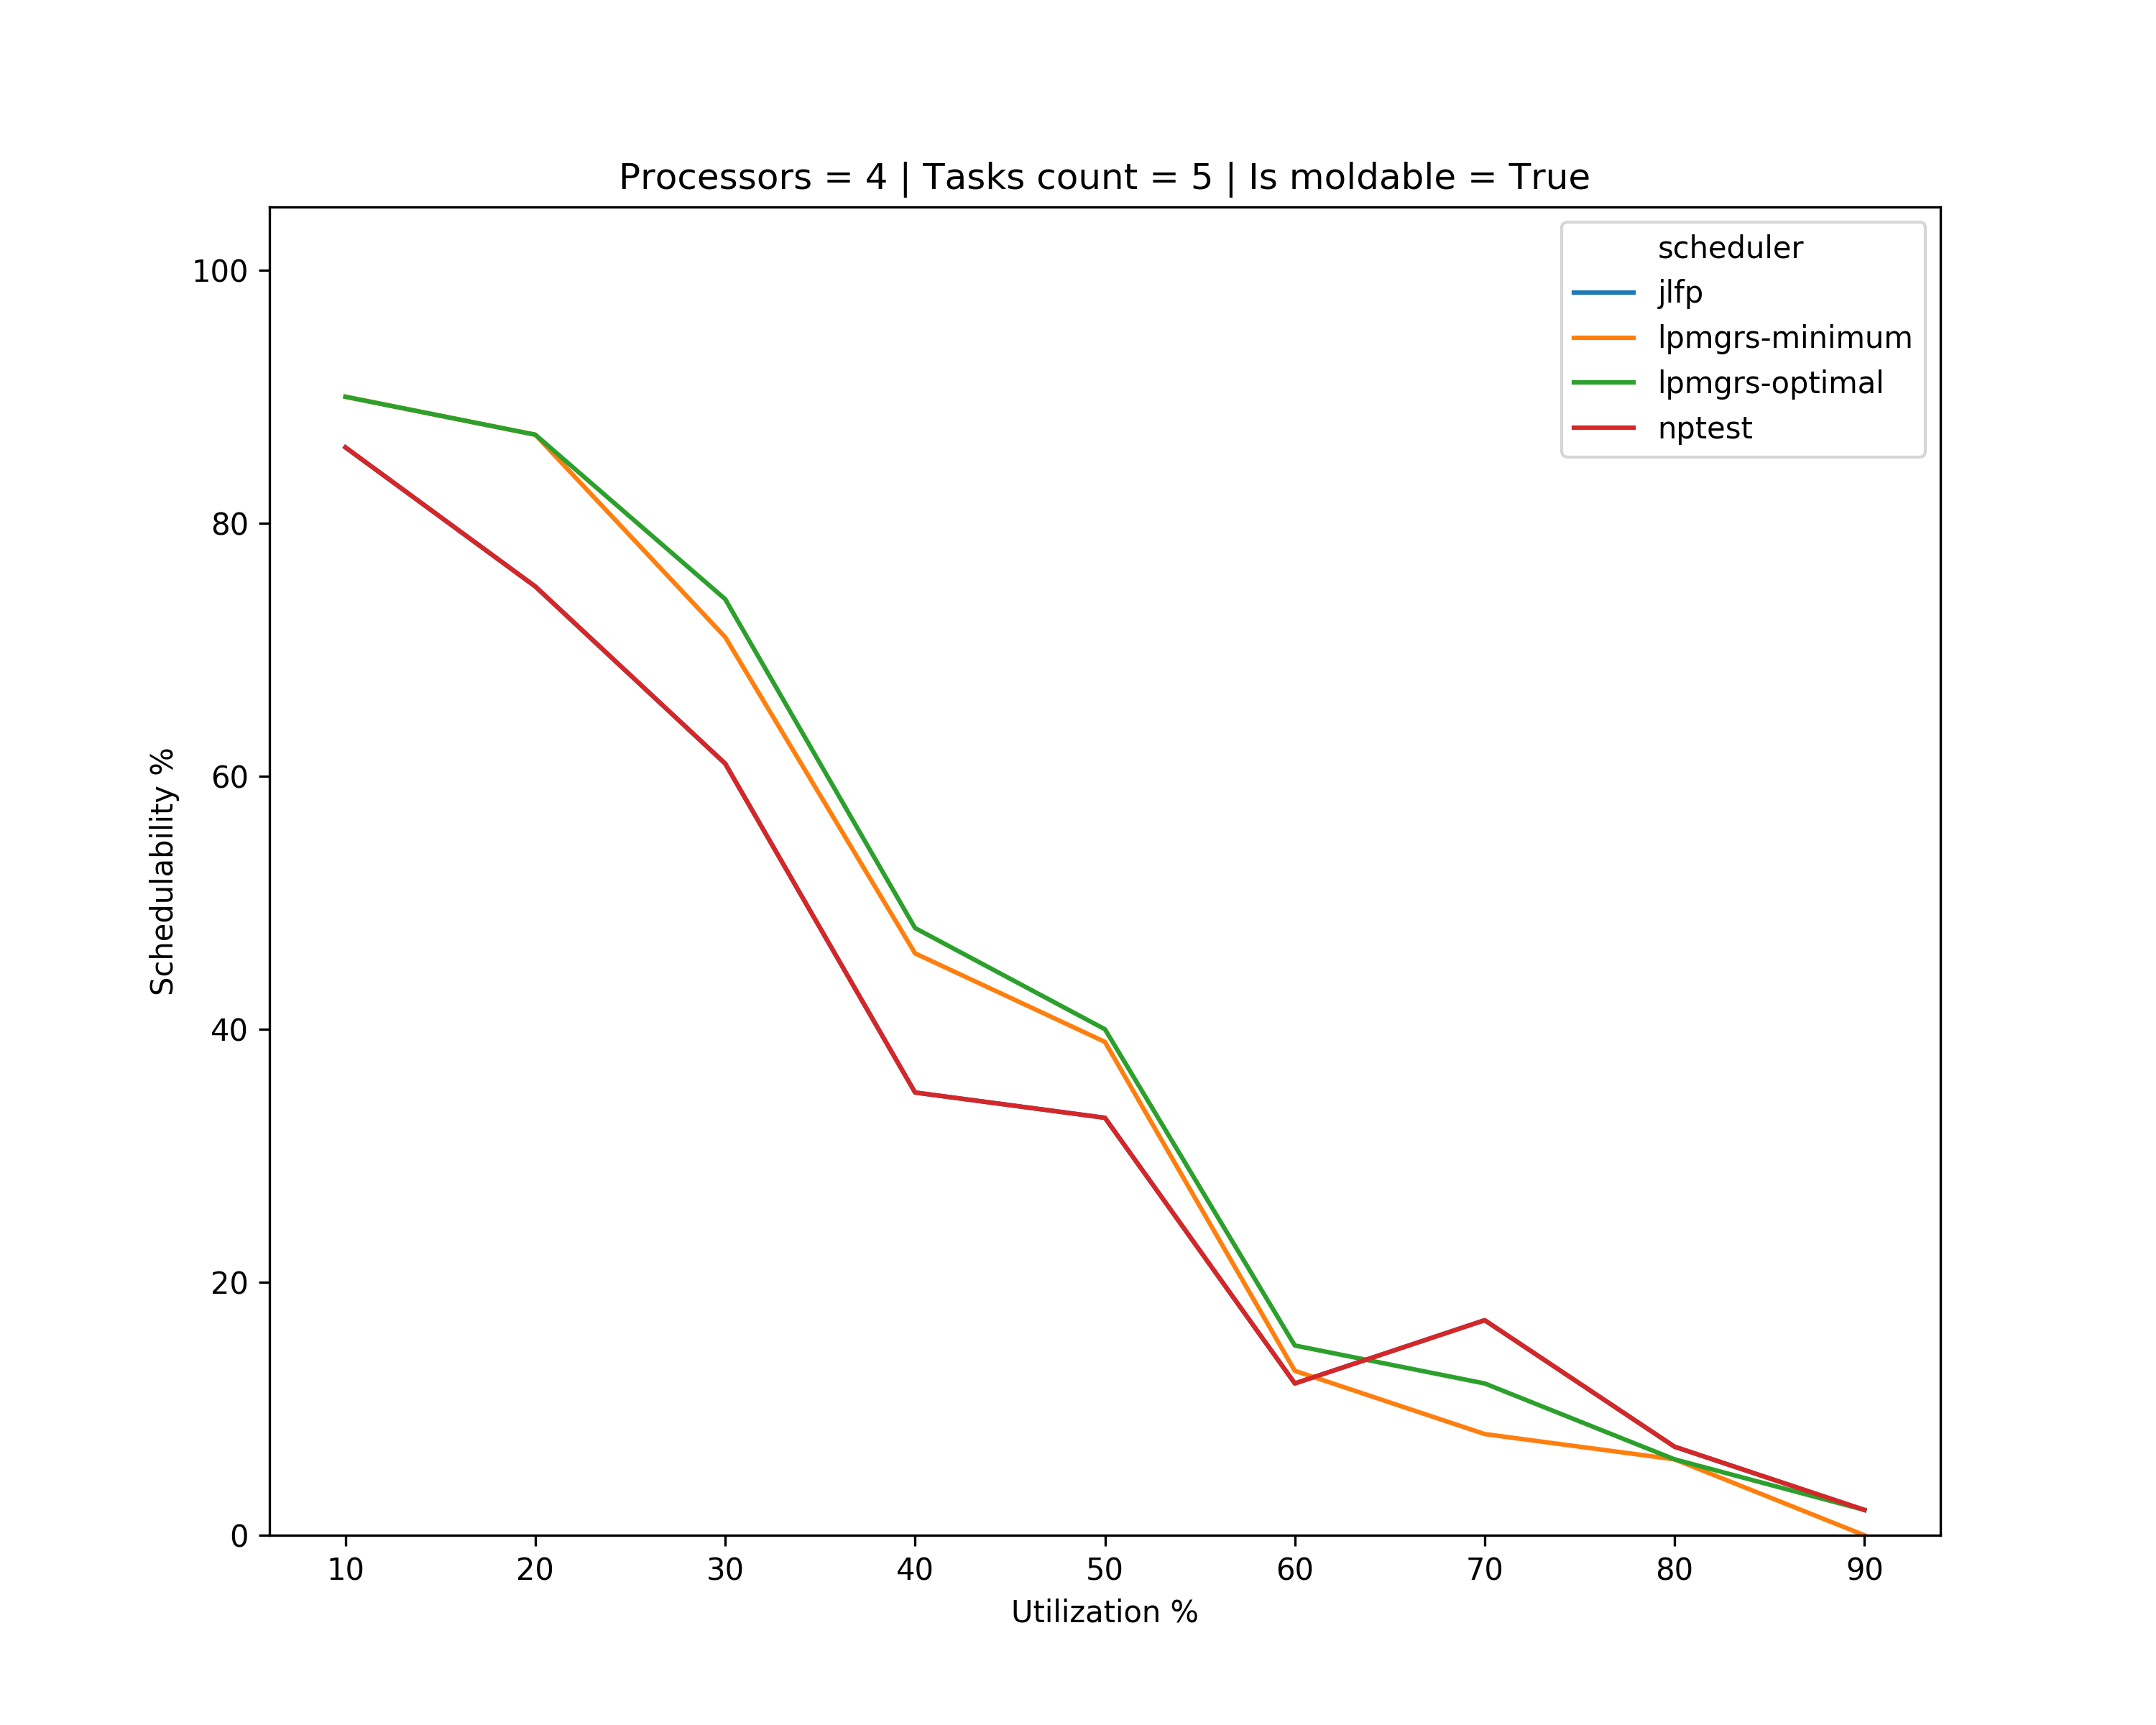 Processors = 4 | Tasks count = 5 | Is moldable = True
scheduler
jlfp
lpmgrs-minimum
lpmgrs-optimal
nptest
Schedulability %
100
80
60
40
20
0
10 20 30 40 50 60 70 80 90
Utilization %